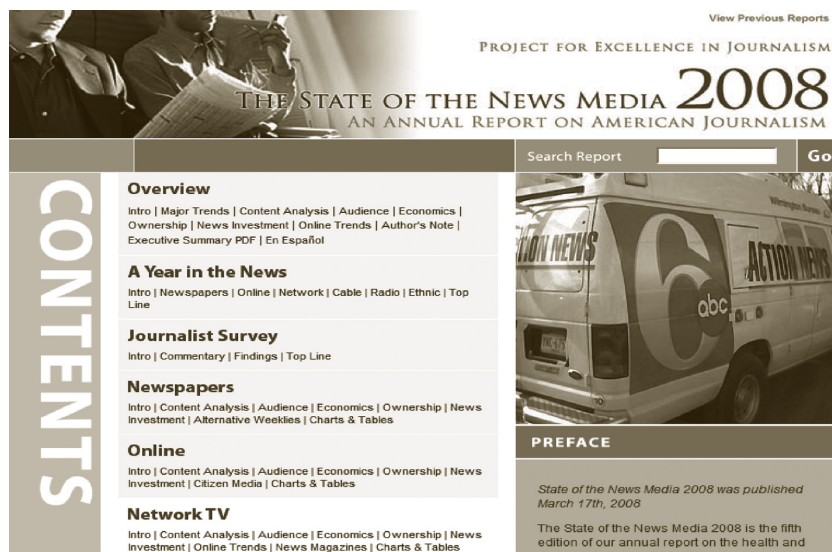 View Previous Reports
PROJECT FOR EXCELLENCE IN JOURNALISM
THE STATE OF THE NEWS MEDIA 2008
AN ANNUAL REPORT ON AMERICAN JOURNALISM
Search Report
Go
CONTENTS
Overview
Intro | Major Trends | Content Analysis | Audience | Economics |
Ownership | News Investment | Online Trends | Author's Note |
Executive Summary PDF | En Español
A Year in the News
Intro | Newspapers | Online | Network | Cable | Radio | Ethnic | Top
Line
Journalist Survey
Intro | Commentary | Findings | Top Line
Newspapers
Intro | Content Analysis | Audience | Economics | Ownership | News
Investment | Alternative Weeklies | Charts & Tables
Online
Intro | Content Analysis | Audience | Economics | Ownership | News
Investment | Citizen Media | Charts & Tables
Network TV
Intro | Content Analysis | Audience | Economics | Ownership | News
Investment | Online Trends | News Magazines | Charts & Tables
Wilmington Bureau
ION NEWS
6
abc
ACTION NEWS
PREFACE
State of the News Media 2008 was published
March 17th, 2008
The State of the News Media 2008 is the fifth
edition of our annual report on the health and